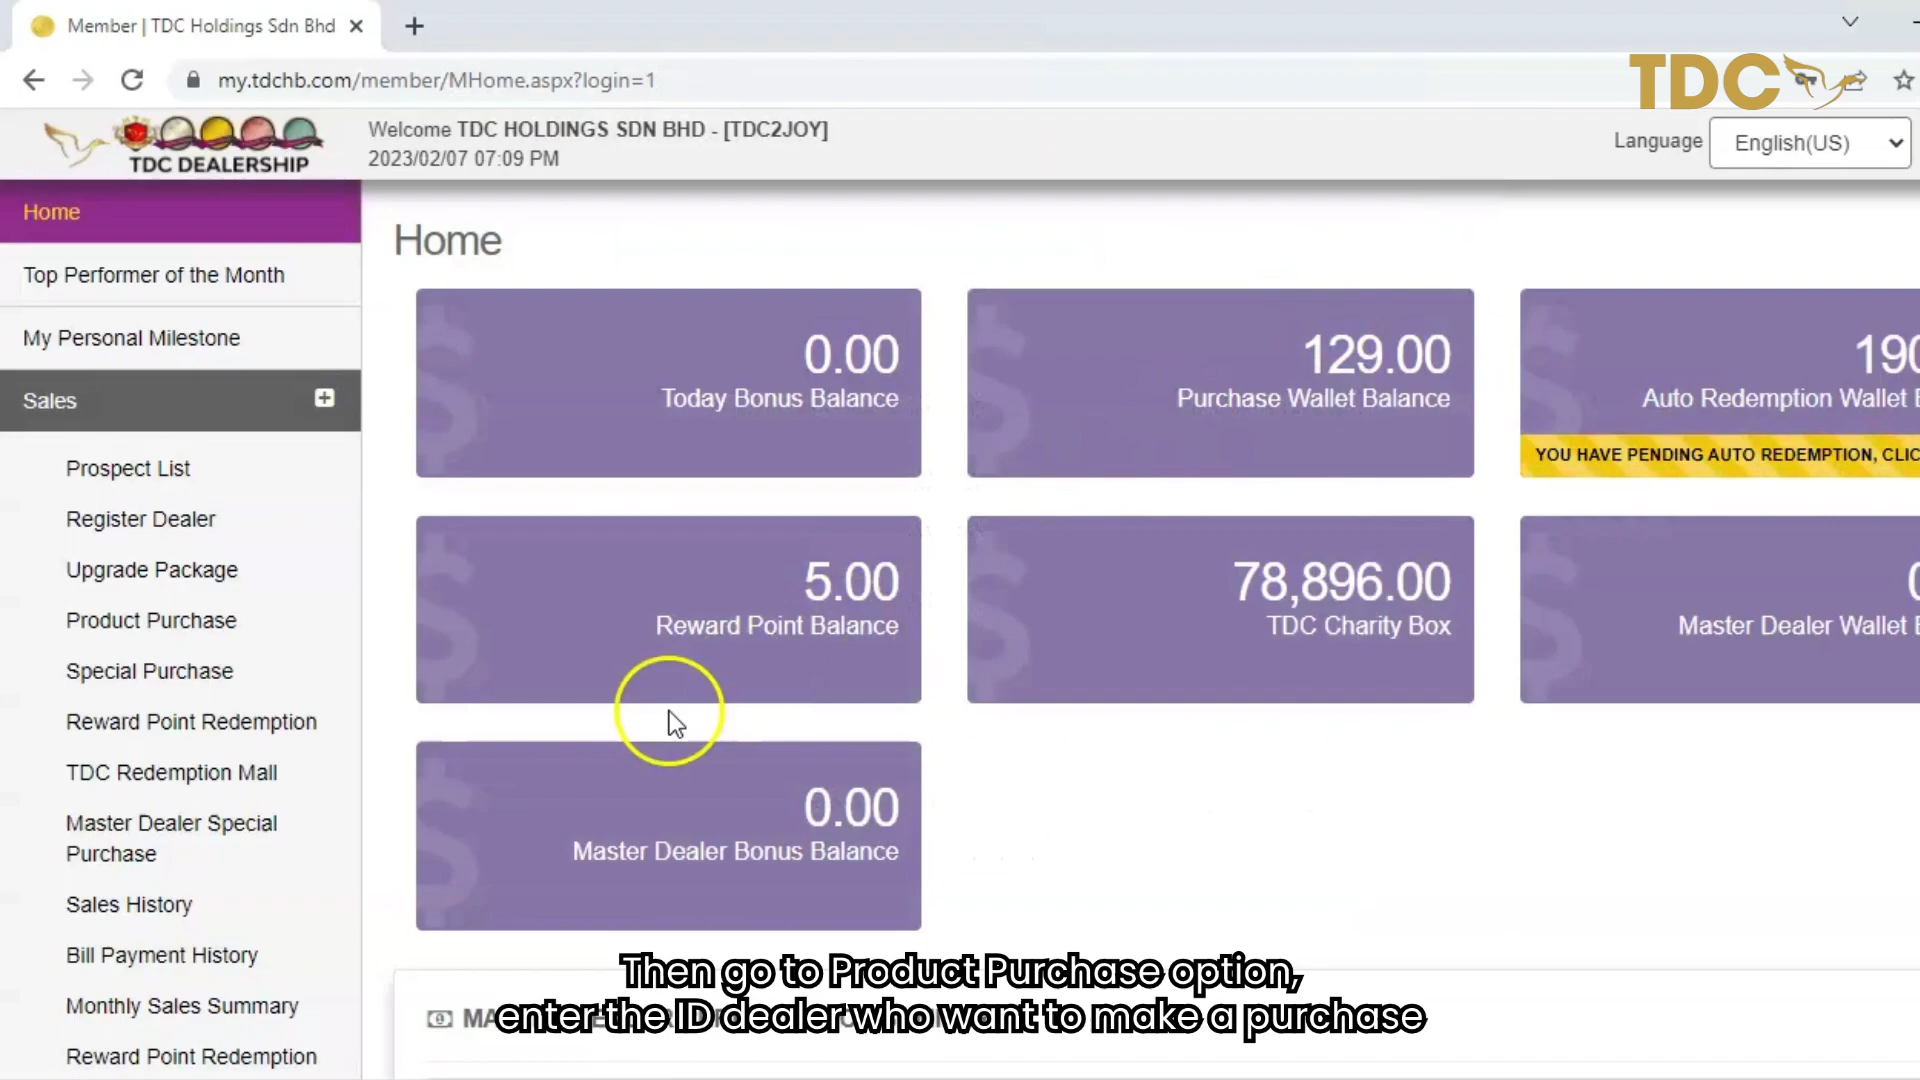 Member | TDC Holdings Sdn Bhd
my.tdchb.com/member/MHome.aspx?login=1
TDC
TDC DEALERSHIP
Welcome TDC HOLDINGS SDN BHD - [TDC2JOY]
2023/02/07 07:09 PM
Language
English(US)
Home
Top Performer of the Month
My Personal Milestone
Sales
Prospect List
Register Dealer
Upgrade Package
Product Purchase
Special Purchase
Reward Point Redemption
TDC Redemption Mall
Master Dealer Special
Purchase
Sales History
Bill Payment History
Monthly Sales Summary
Reward Point Redemption
Home
0.00
Today Bonus Balance
129.00
Purchase Wallet Balance
190
Auto Redemption Wallet
YOU HAVE PENDING AUTO REDEMPTION,
5.00
Reward Point Balance
78,896.00
TDC Charity Box
Master Dealer Wallet
0.00
Master Dealer Bonus Balance
Then go to Product Purchase option,
enter the ID dealer who want to make a purchase